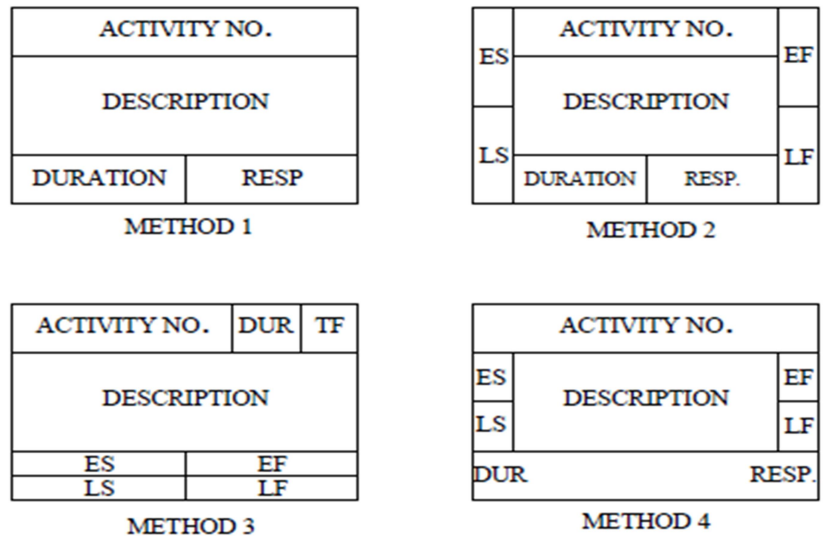 ACTIVITY NO.
DESCRIPTION
DURATION RESP
METHOD 1
ES ACTIVITY NO. EF
DESCRIPTION
LS DURATION RESP. LF
METHOD 2
ACTIVITY NO. DUR TF
DESCRIPTION
ES EF
LS LF
METHOD 3
ACTIVITY NO.
ES DESCRIPTION EF
LS LF
DUR RESP.
METHOD 4